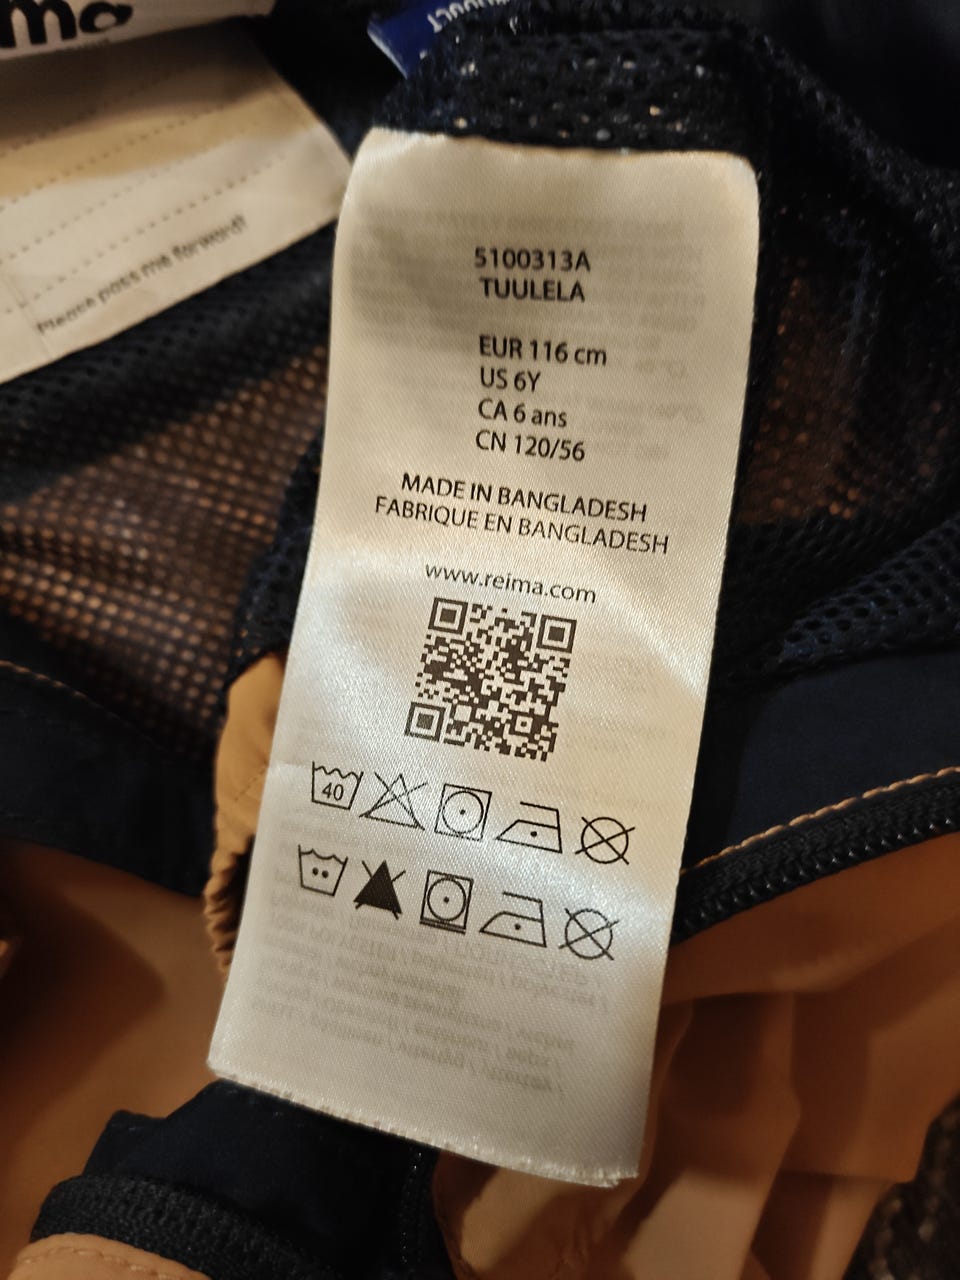 Please pass me forward!
5100313A
TUULELA
EUR 116 cm
US 6Y
CA 6 ans
CN 120/56
MADE IN BANGLADESH
FABRIQUE EN BANGLADESH
www.reima.com
40